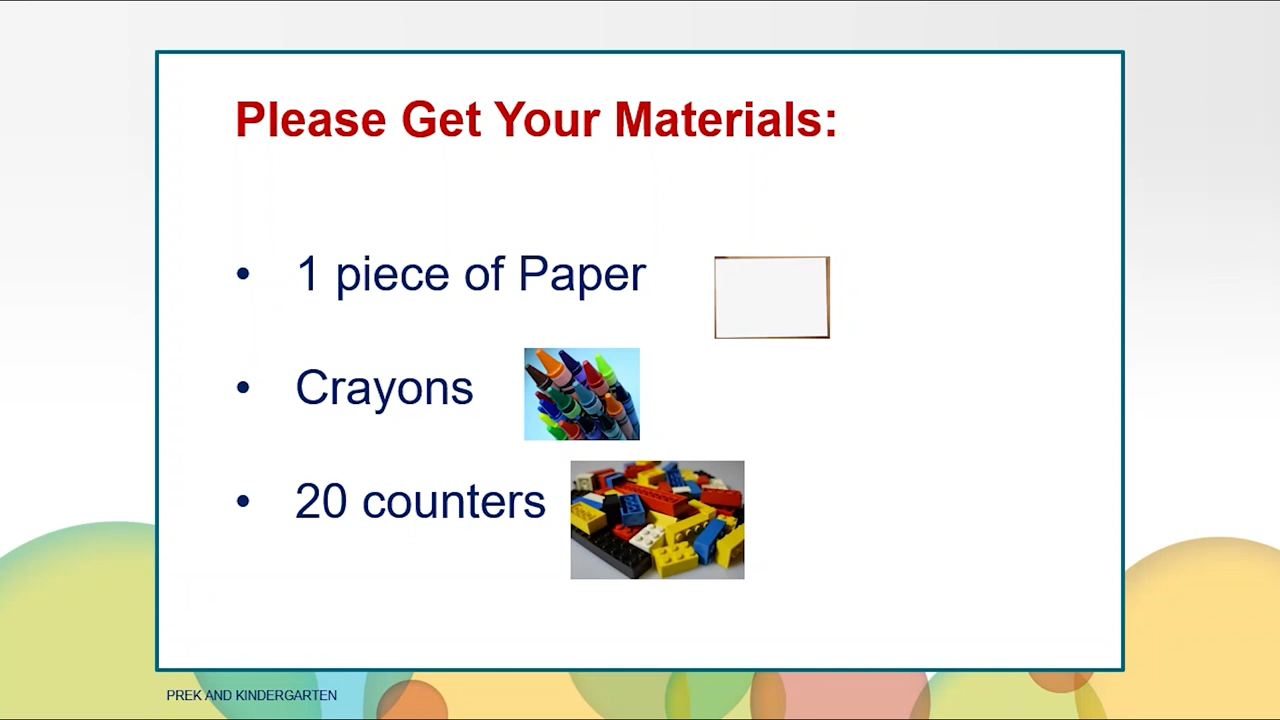 Please Get Your Materials:
• 1 piece of Paper
• Crayons
• 20 counters
PREK AND KINDERGARTEN